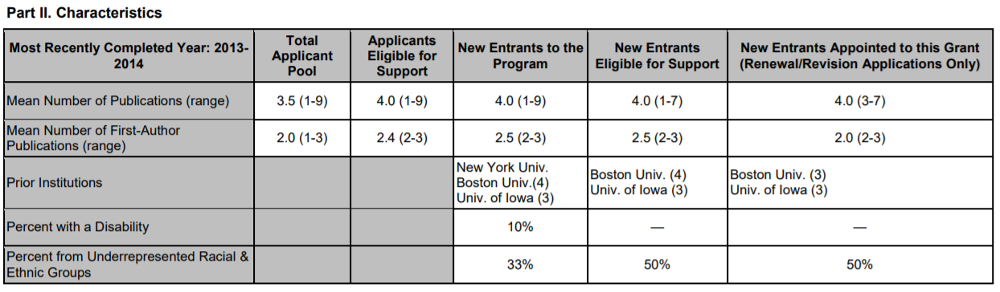 Part II. Characteristics
Most Recently Completed Year: 2013-
2014
Total
Applicant
Pool
Applicants
Eligible for
Support
New Entrants to the
Program
New Entrants
Eligible for Support
New Entrants Appointed to this Grant
(Renewal/Revision Applications Only)
Mean Number of Publications (range)
3.5 (1-9)
4.0 (1-9)
4.0 (1-9)
4.0 (1-7)
4.0 (3-7)
Mean Number of First-Author
Publications (range)
2.0 (1-3)
2.4 (2-3)
2.5 (2-3)
2.5 (2-3)
2.0 (2-3)
Prior Institutions
New York Univ.
Boston Univ.(4)
Univ. of Iowa (3)
Boston Univ. (4)
Univ. of Iowa (3)
Boston Univ. (3)
Univ. of Iowa (3)
Percent with a Disability
10%
—
—
Percent from Underrepresented Racial &
Ethnic Groups
33%
50%
50%